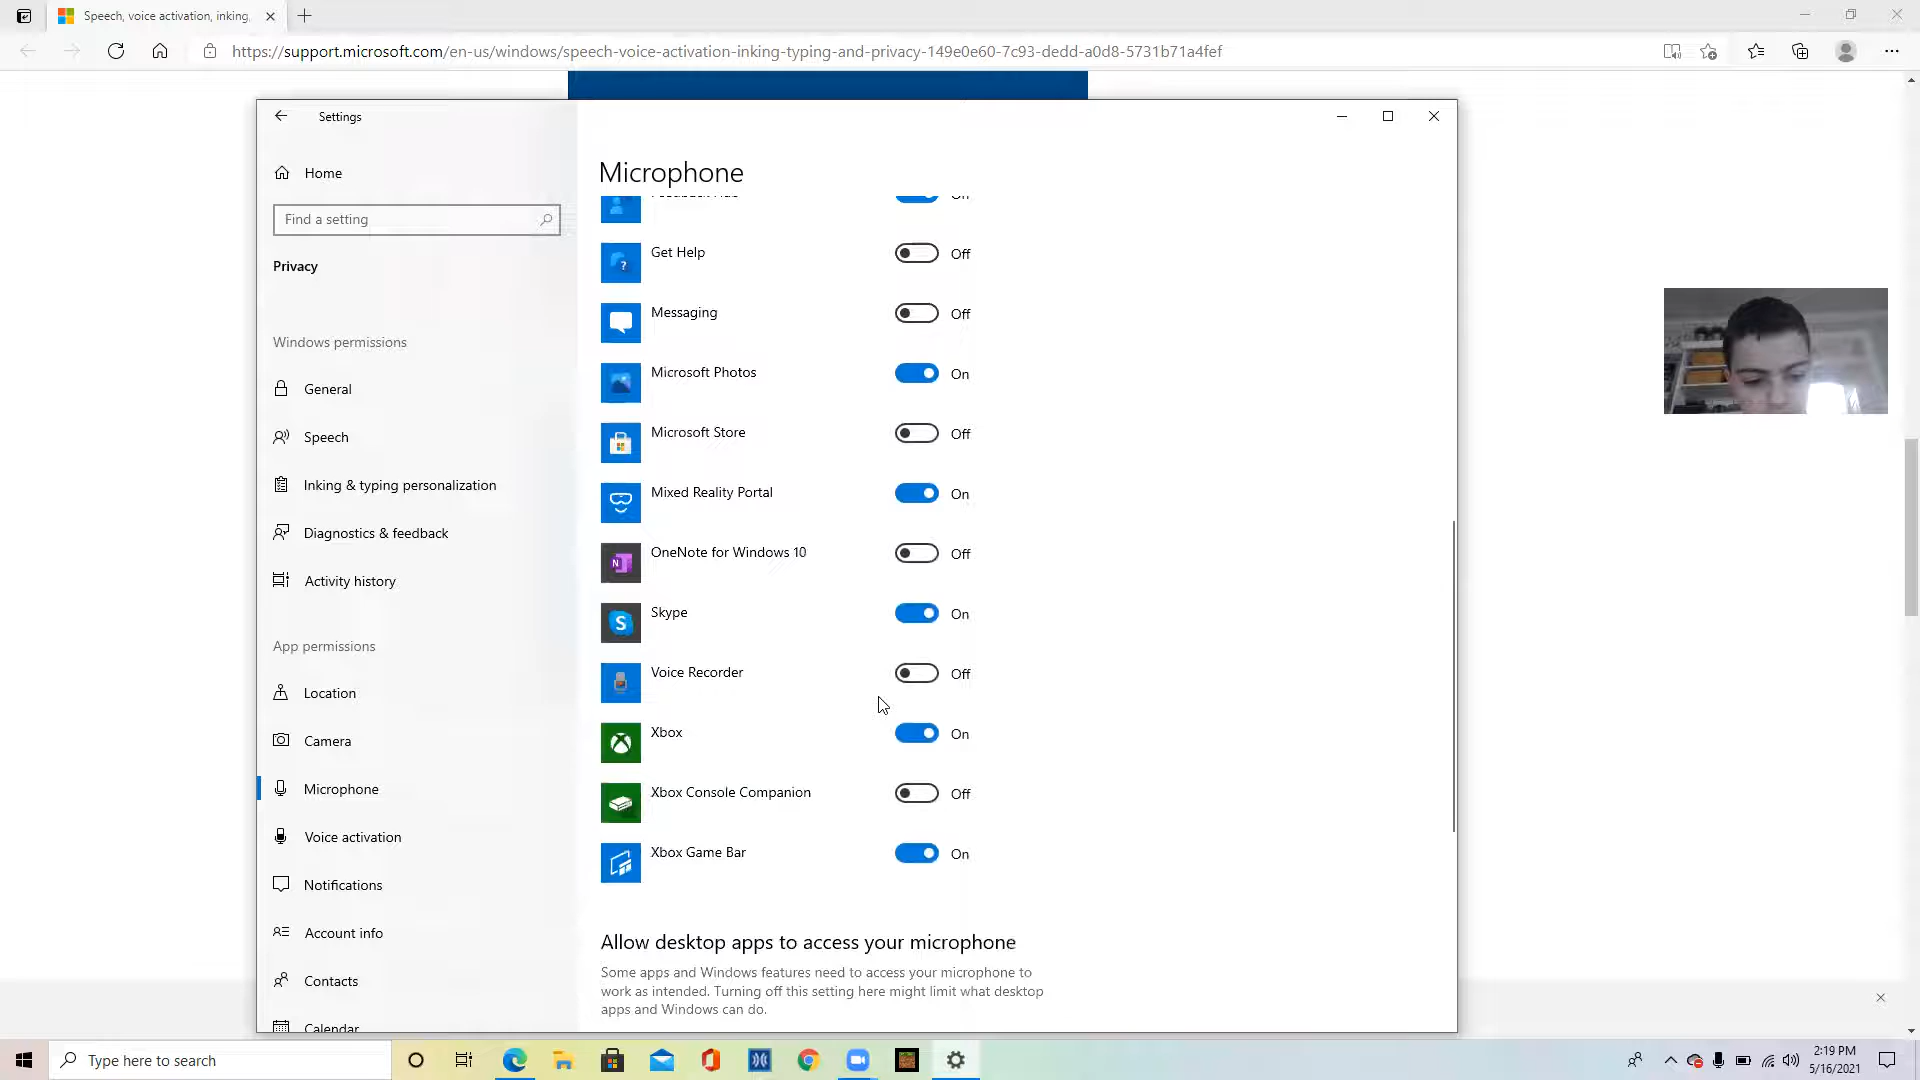 Speech, voice activation, inking,
https://support.microsoft.com/en-us/windows/speech-voice-activation-inking-typing-and-privacy-149e0e60-7c93-dedd-a0d8-5731b71a4fef
Settings
Home
Find a setting
Privacy
Windows permissions
General
Speech
Inking & typing personalization
Diagnostics & feedback
Activity history
App permissions
Location
Camera
Microphone
Voice activation
Notifications
Account info
Contacts
Calendar
Microphone
Feedback Hub On
Get Help Off
Messaging Off
Microsoft Photos On
Microsoft Store Off
Mixed Reality Portal On
OneNote for Windows 10 Off
Skype On
Voice Recorder Off
Xbox On
Xbox Console Companion Off
Xbox Game Bar On
Allow desktop apps to access your microphone
Some apps and Windows features need to access your microphone to
work as intended. Turning off this setting here might limit what desktop
apps and Windows can do.
Type here to search
2:19 PM
5/16/2021